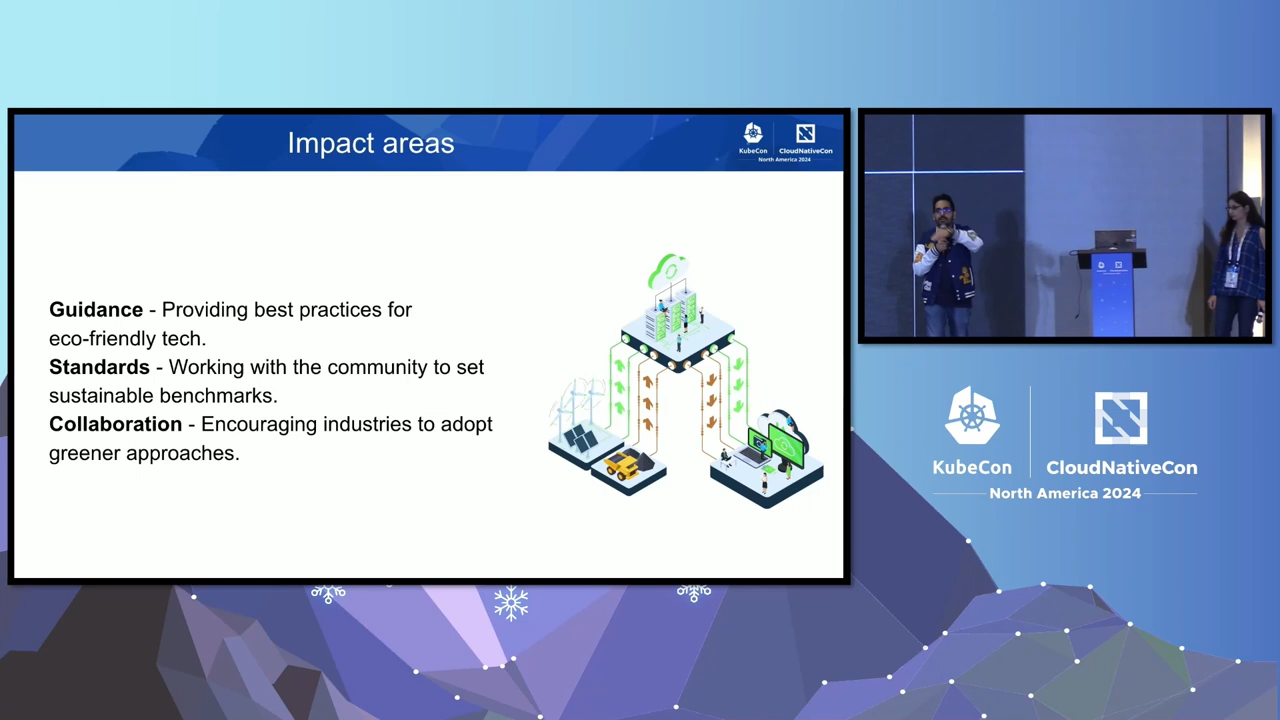 Impact areas
KubeCon
CloudNativeCon
North America 2024
Guidance - Providing best practices for
eco-friendly tech.
Standards - Working with the community to set
sustainable benchmarks.
Collaboration - Encouraging industries to adopt
greener approaches.
KubeCon
CloudNativeCon
North America 2024